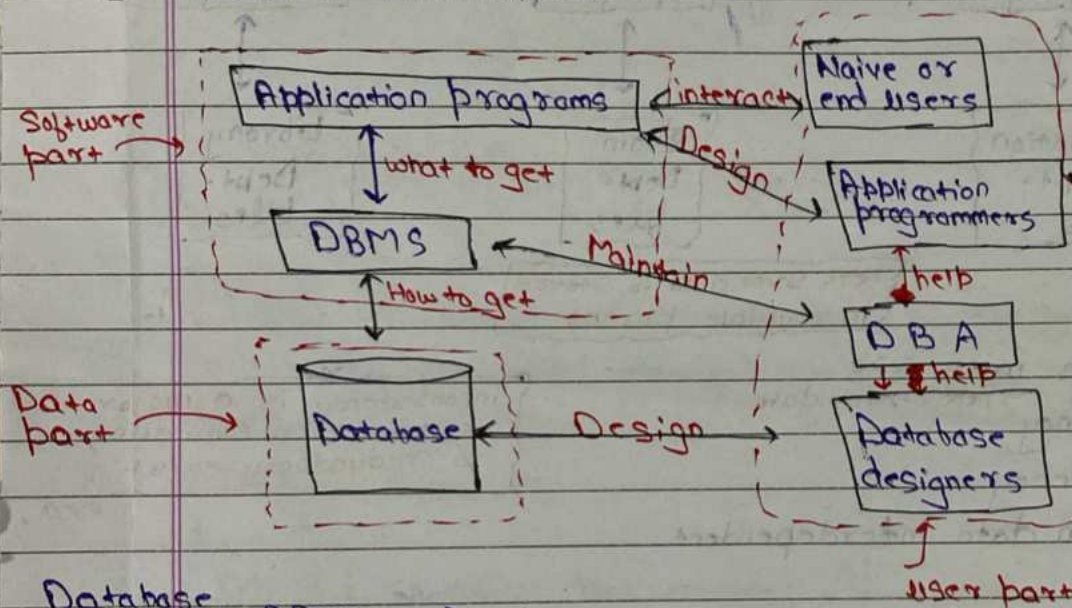 Application programs
interact
Naive or
end users
Software
part
what to get
Design
Application
programmers
DBMS
Maintain
help
How to get
D B A
help
Data
part
Database
Design
Database
designers
user part
Database